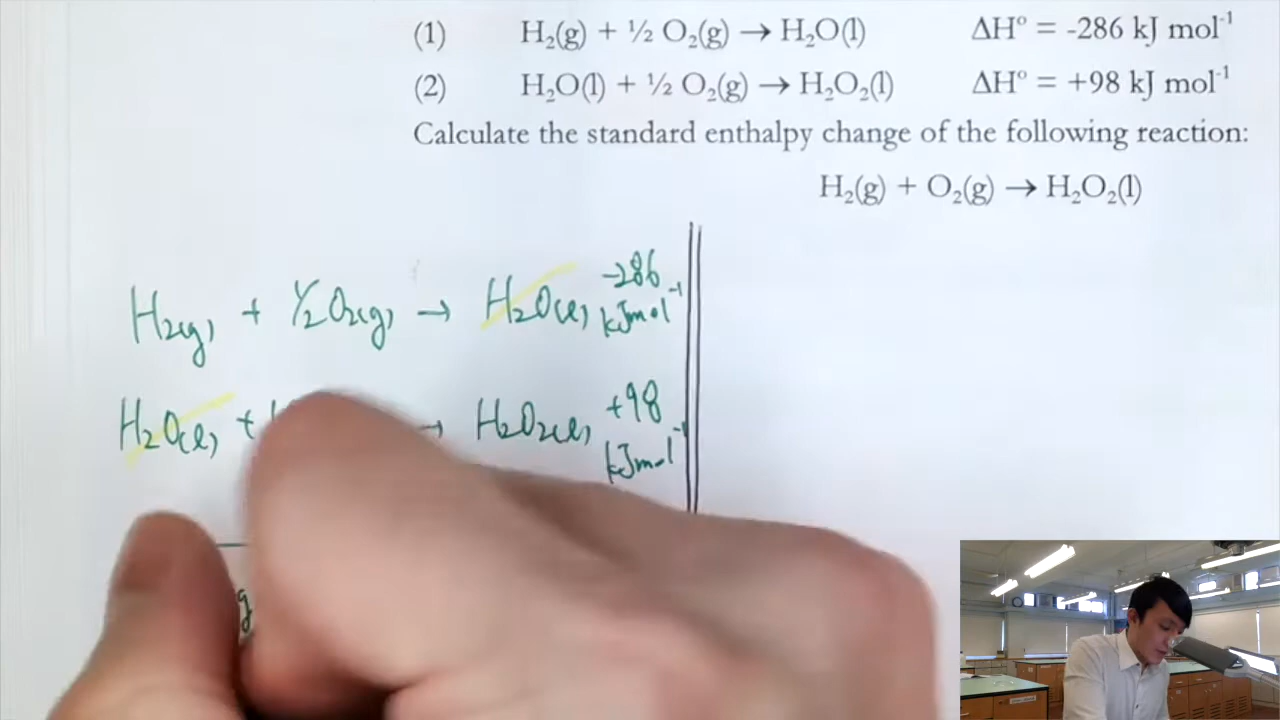 (1) H₂(g) + ½ O₂(g) → H₂O(l) ΔH° = -286 kJ mol⁻¹
(2) H₂O(l) + ½ O₂(g) → H₂O₂(l) ΔH° = +98 kJ mol⁻¹
Calculate the standard enthalpy change of the following reaction:
H₂(g) + O₂(g) → H₂O₂(l)
H₂(g) + ½O₂(g) → H₂O(l) -286
kJmol⁻¹
H₂O(l) + → H₂O₂(l) +98
kJmol⁻¹
g